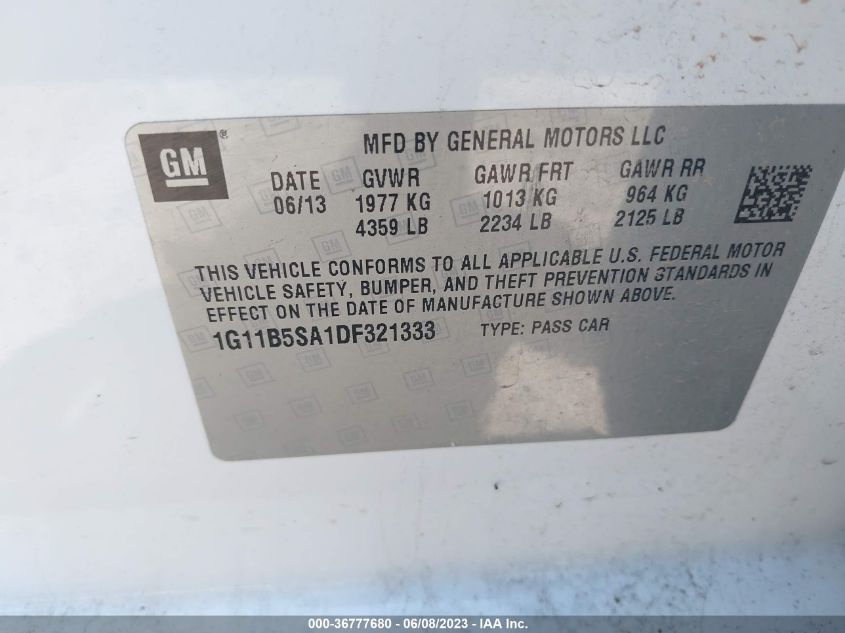 GM®
MFD BY GENERAL MOTORS LLC
DATE GVWR GAWR FRT GAWR RR
06/13 1977 KG 1013 KG 964 KG
4359 LB 2234 LB 2125 LB
THIS VEHICLE CONFORMS TO ALL APPLICABLE U.S. FEDERAL MOTOR
VEHICLE SAFETY, BUMPER, AND THEFT PREVENTION STANDARDS IN
EFFECT ON THE DATE OF MANUFACTURE SHOWN ABOVE.
1G11B5SA1DF321333 TYPE: PASS CAR
000-36777680 - 06/08/2023 - IAA Inc.